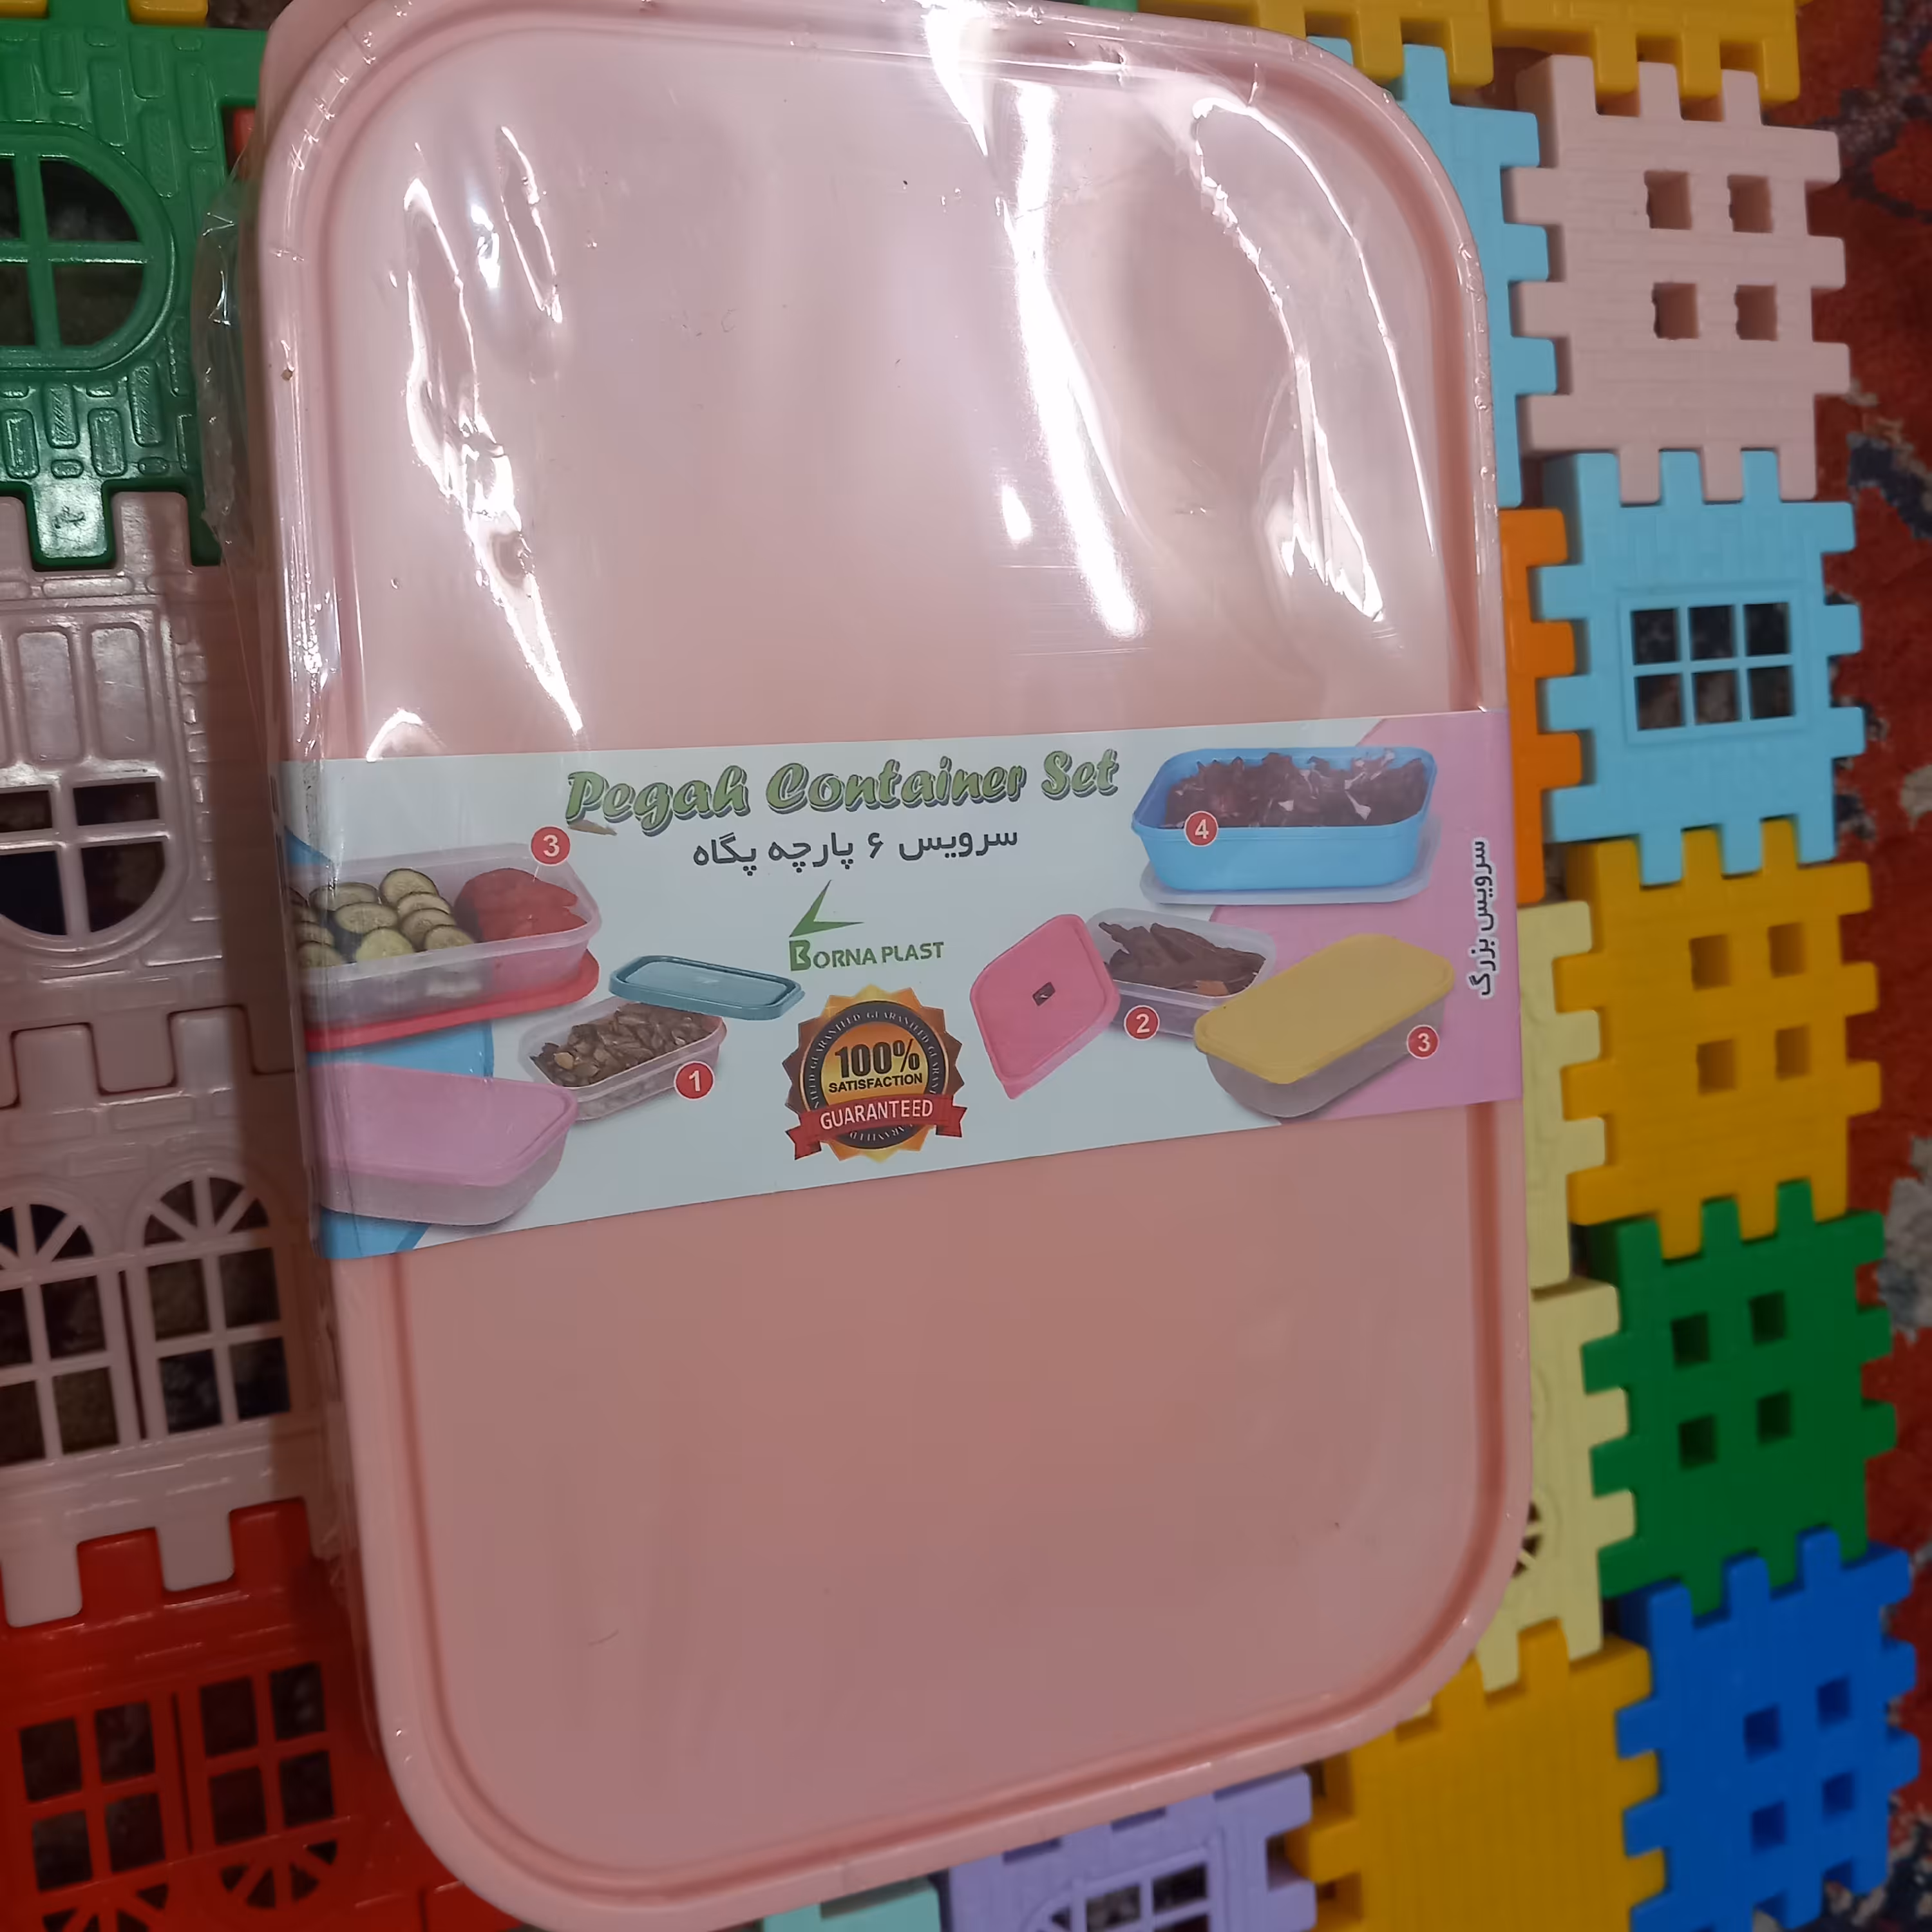 Pegah Container Set
سرویس ۶ پارچه پگاه
BORNA PLAST
100%
SATISFACTION
GUARANTEED
3
1
4
2
3
سرویس بزرگ